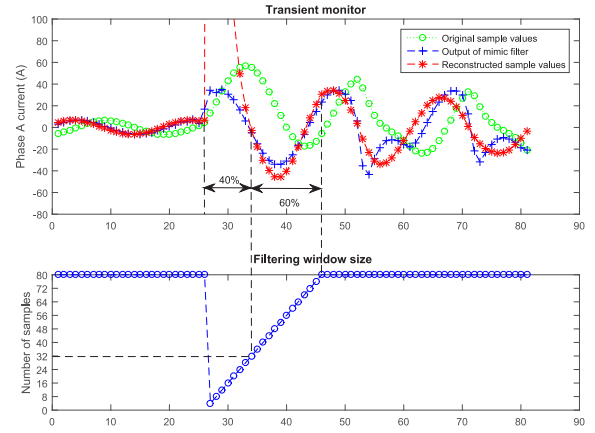 Transient monitor
Phase A current (A)
100
80
60
40
20
0
-20
-40
-60
-80
Original sample values
Output of mimic filter
Reconstructed sample values
40%
60%
0 10 20 30 40 50 60 70 80 90
Filtering window size
Number of samples
80
72
64
56
48
40
32
24
16
8
0
0 10 20 30 40 50 60 70 80 90